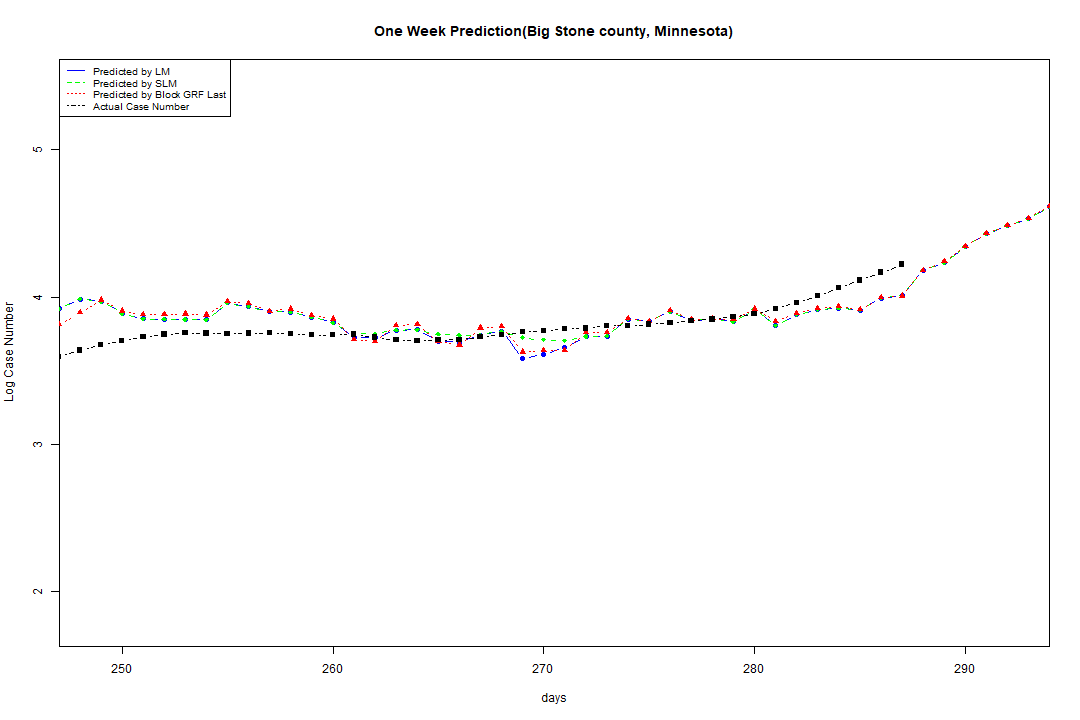 One Week Prediction(Big Stone county, Minnesota)
Predicted by LM
Predicted by SLM
Predicted by Block GRF Last
Actual Case Number
5
4
3
2
Log Case Number
250 260 270 280 290
days